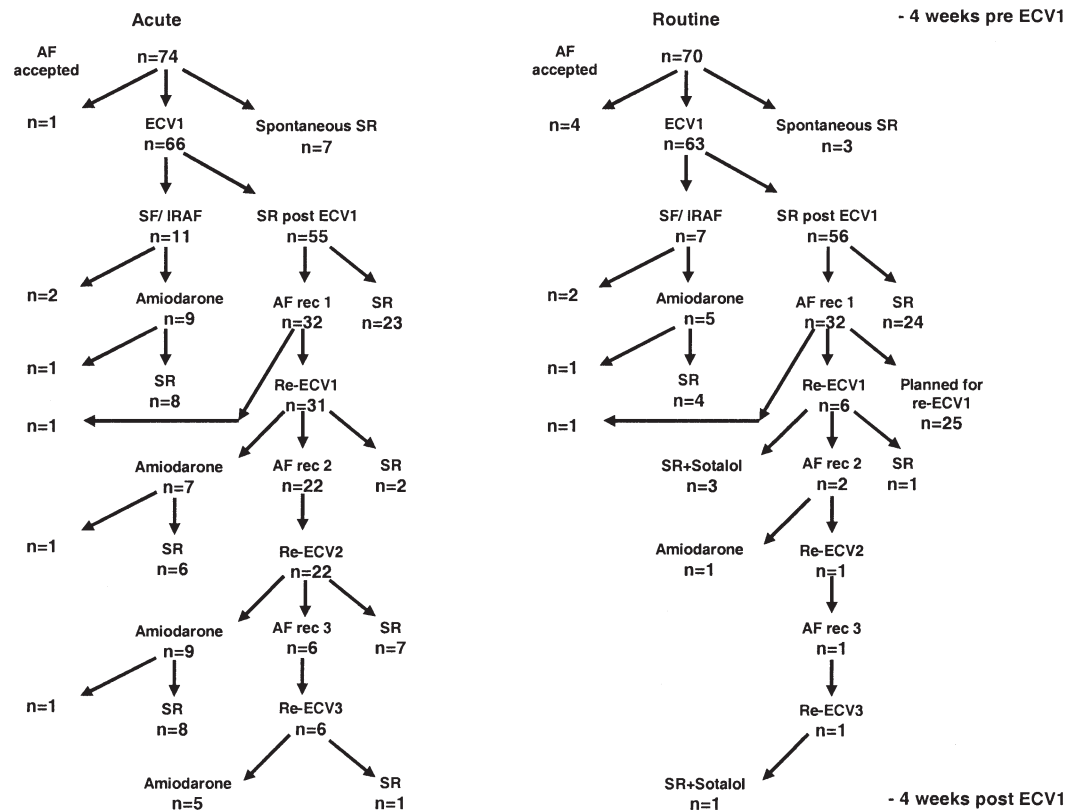 Acute
Routine
- 4 weeks pre ECV1
AF
accepted
n=74
AF
accepted
n=70
n=1
ECV1
n=66
Spontaneous SR
n=7
n=4
ECV1
n=63
Spontaneous SR
n=3
SF/ IRAF
n=11
SR post ECV1
n=55
SF/ IRAF
n=7
SR post ECV1
n=56
n=2
Amiodarone
n=9
AF rec 1
n=32
SR
n=23
n=2
Amiodarone
n=5
AF rec 1
n=32
SR
n=24
n=1
SR
n=8
Re-ECV1
n=31
n=1
SR
n=4
Re-ECV1
n=6
Planned for
re-ECV1
n=25
n=1
n=1
Amiodarone
n=7
AF rec 2
n=22
SR
n=2
SR+Sotalol
n=3
AF rec 2
n=2
SR
n=1
n=1
SR
n=6
Re-ECV2
n=22
Amiodarone
n=1
Re-ECV2
n=1
Amiodarone
n=9
AF rec 3
n=6
SR
n=7
AF rec 3
n=1
n=1
SR
n=8
Re-ECV3
n=6
Re-ECV3
n=1
Amiodarone
n=5
SR
n=1
SR+Sotalol
n=1
- 4 weeks post ECV1